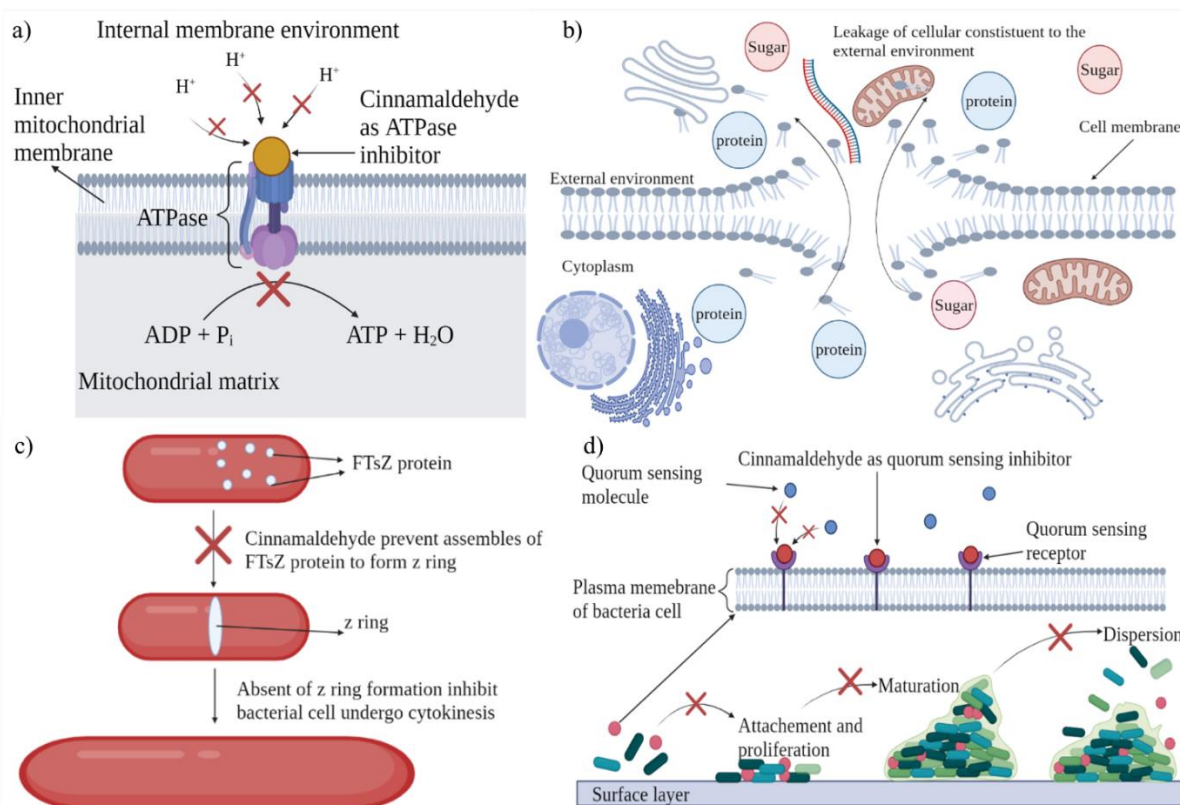 a)
Internal membrane environment
H⁺
H⁺
H⁺
Inner
mitochondrial
membrane
Cinnamaldehyde
as ATPase
inhibitor
ATPase
ADP + Pᵢ
ATP + H₂O
Mitochondrial matrix
b)
Sugar
Leakage of cellular constistuent to the
external environment
Sugar
protein
protein
Cell membrane
External environment
Cytoplasm
protein
Sugar
protein
c)
FTsZ protein
Cinnamaldehyde prevent assembles of
FTsZ protein to form z ring
z ring
Absent of z ring formation inhibit
bacterial cell undergo cytokinesis
d)
Quorum sensing
molecule
Cinnamaldehyde as quorum sensing inhibitor
Quorum sensing
receptor
Plasma memebrane
of bacteria cell
Dispersion
Maturation
Attachement and
proliferation
Surface layer